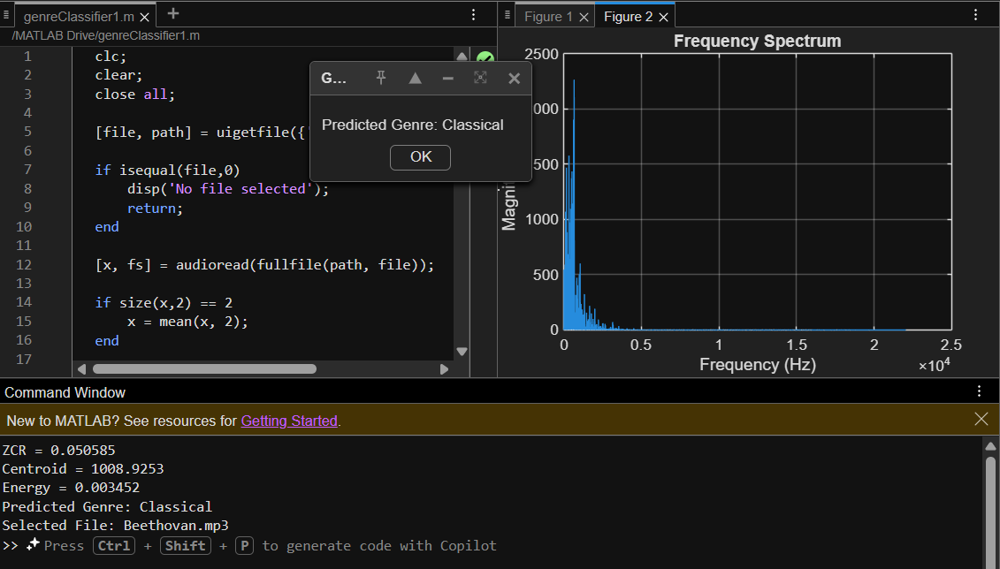 genreClassifier1.m
/MATLAB Drive/genreClassifier1.m
1 clc;
2 clear;
3 close all;
4
5 [file, path] = uigetfile({'
6
7 if isequal(file,0)
8 disp('No file selected');
9 return;
10 end
11
12 [x, fs] = audioread(fullfile(path, file));
13
14 if size(x,2) == 2
15 x = mean(x, 2);
16 end
17
G...
Predicted Genre: Classical
OK
Figure 1
Figure 2
Frequency Spectrum
2500
000
500
1000
500
0
Magni
0 0.5 1 1.5 2 2.5
Frequency (Hz)
×10⁴
Command Window
New to MATLAB? See resources for Getting Started.
ZCR = 0.050585
Centroid = 1008.9253
Energy = 0.003452
Predicted Genre: Classical
Selected File: Beethovan.mp3
>> Press Ctrl + Shift + P to generate code with Copilot